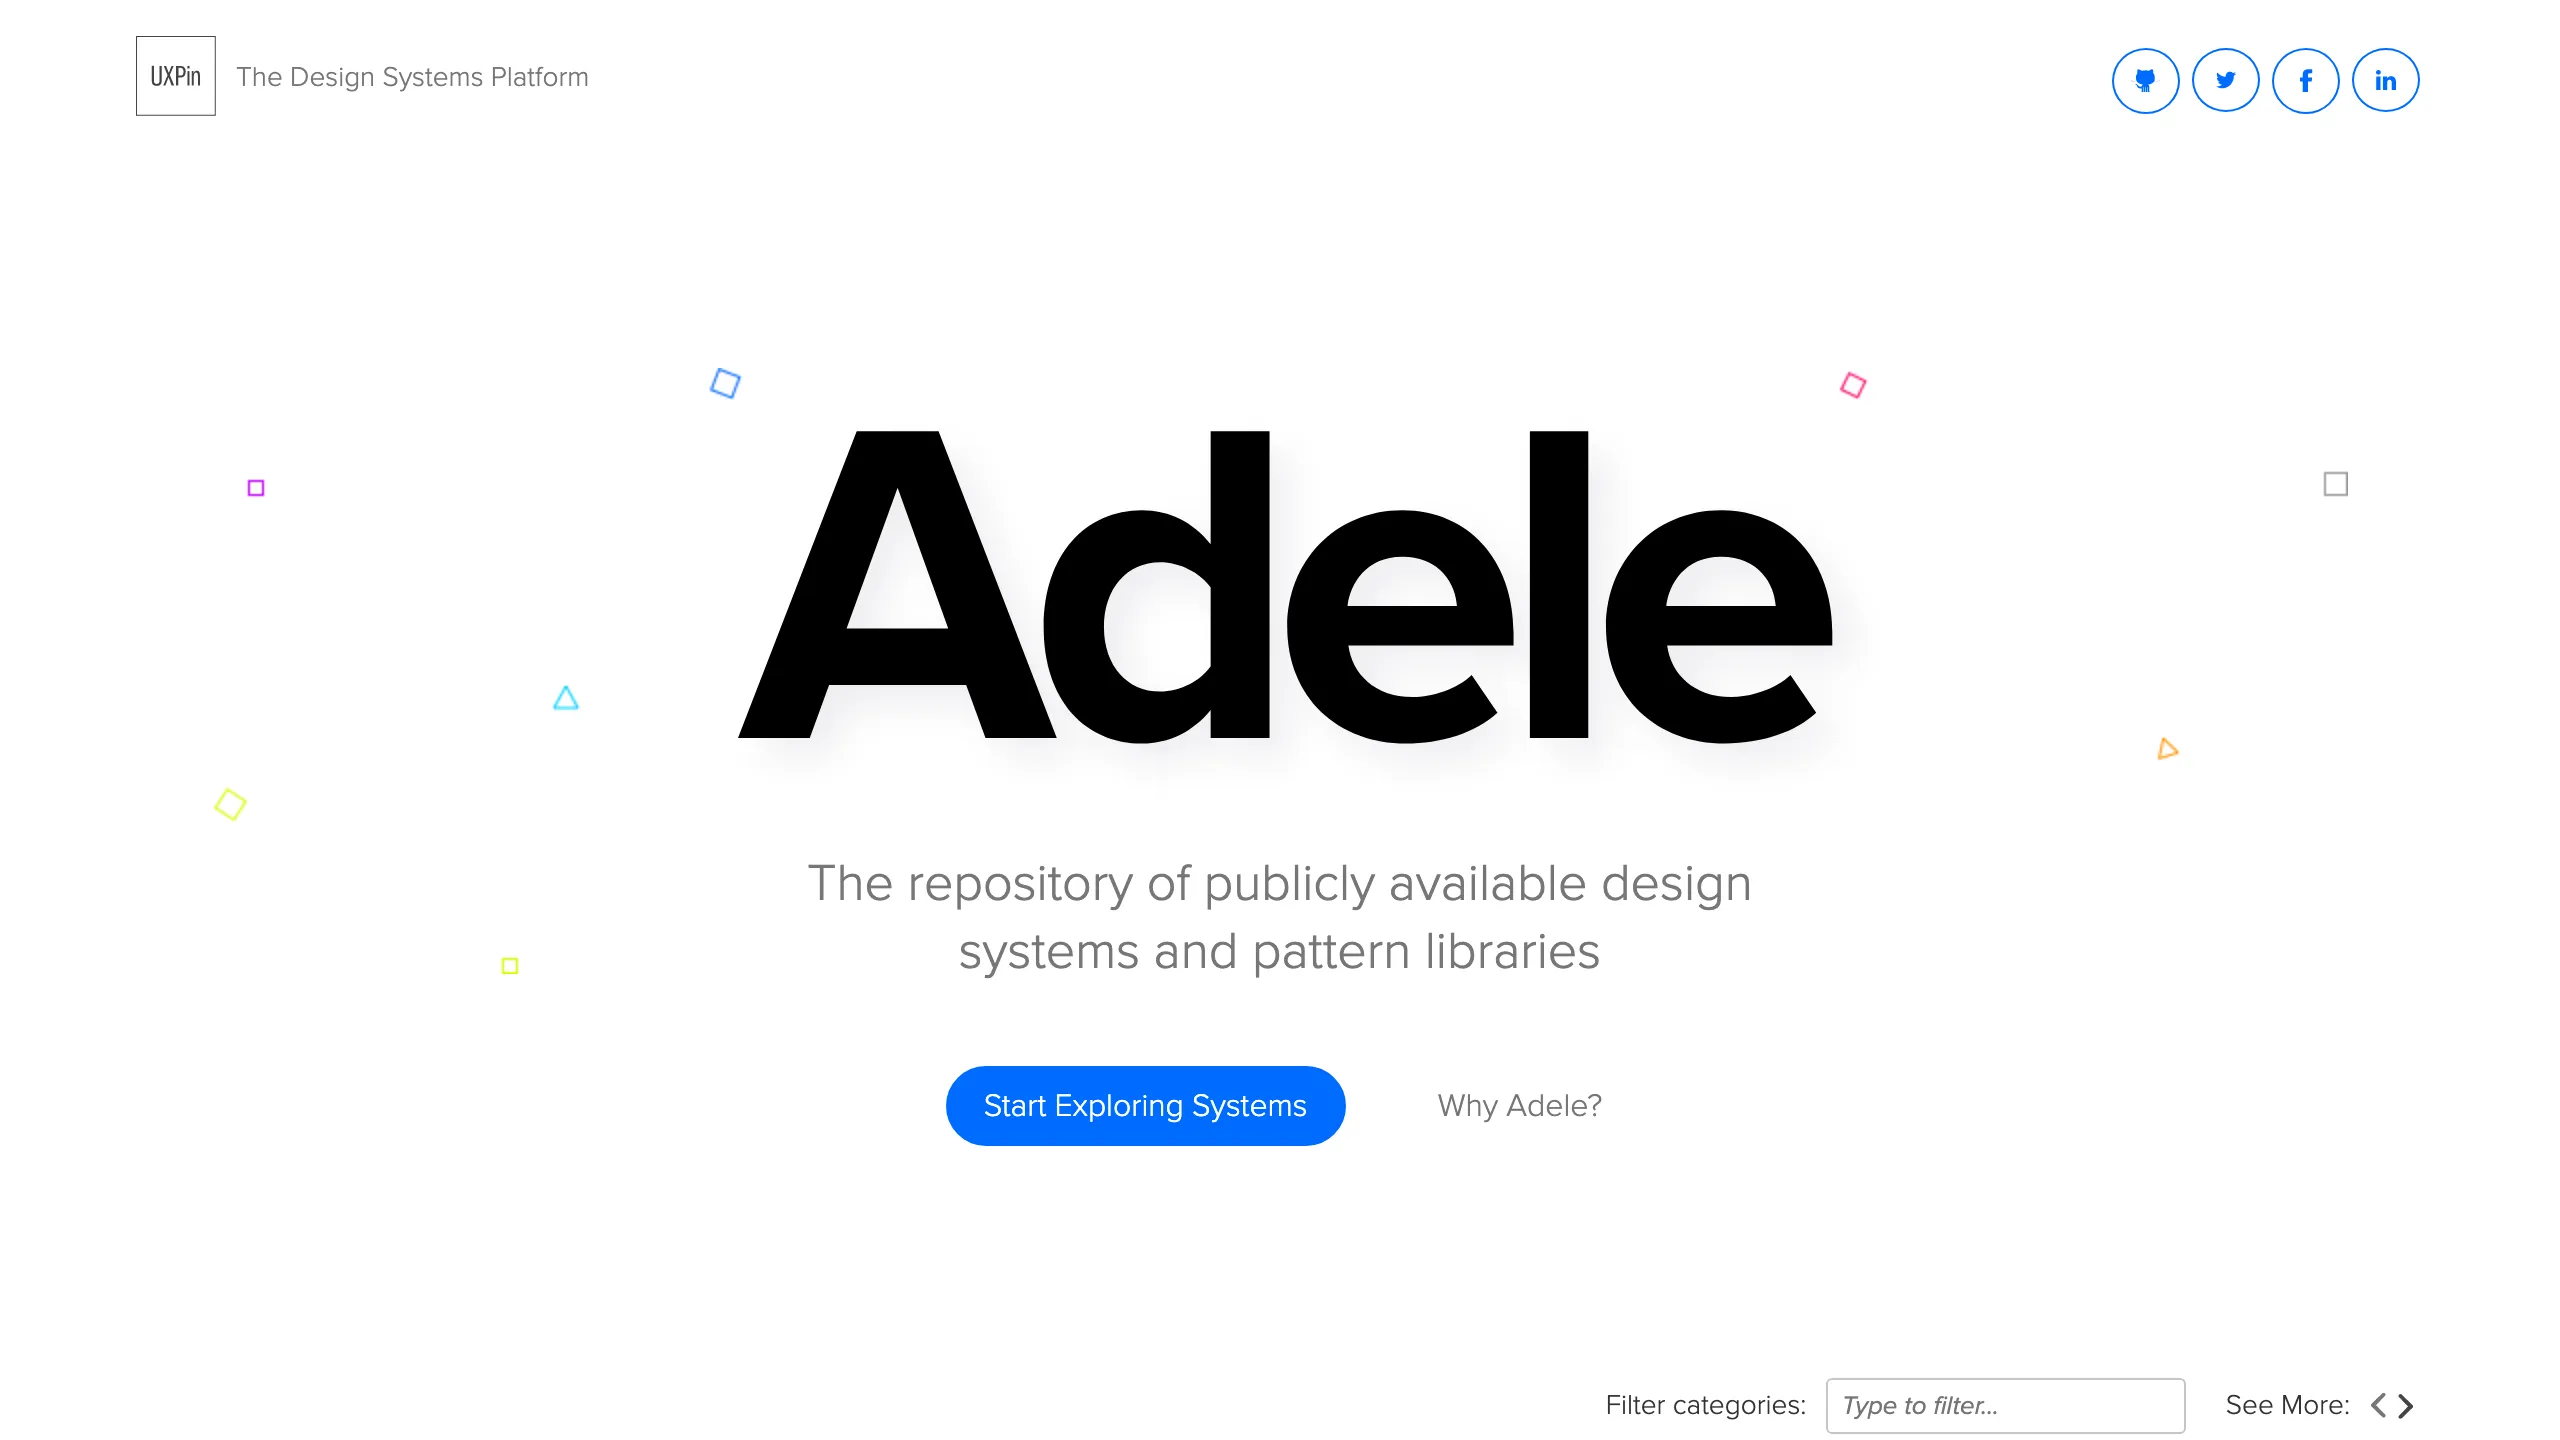 UXPin
The Design Systems Platform
Adele
The repository of publicly available design
systems and pattern libraries
Start Exploring Systems
Why Adele?
Filter categories:
Type to filter...
See More: